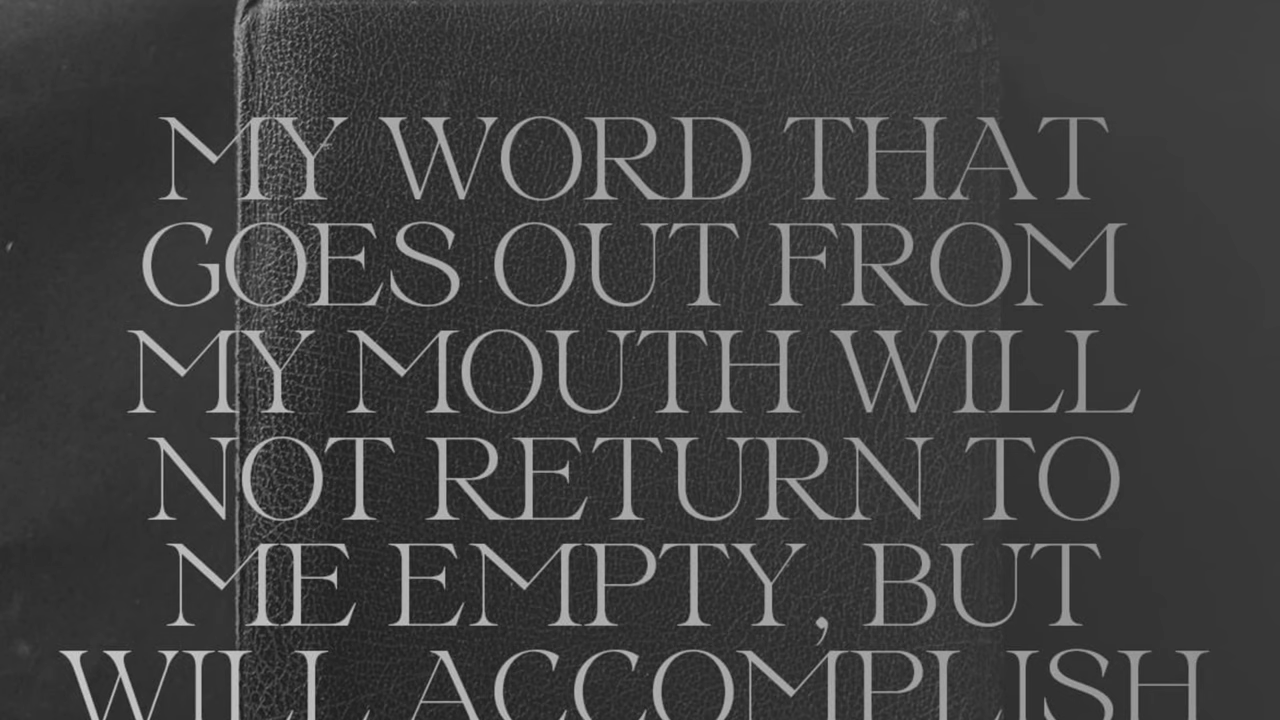 MY WORD THAT
GOES OUT FROM
MY MOUTH WILL
NOT RETURN TO
ME EMPTY, BUT
WILL ACCOMPLISH